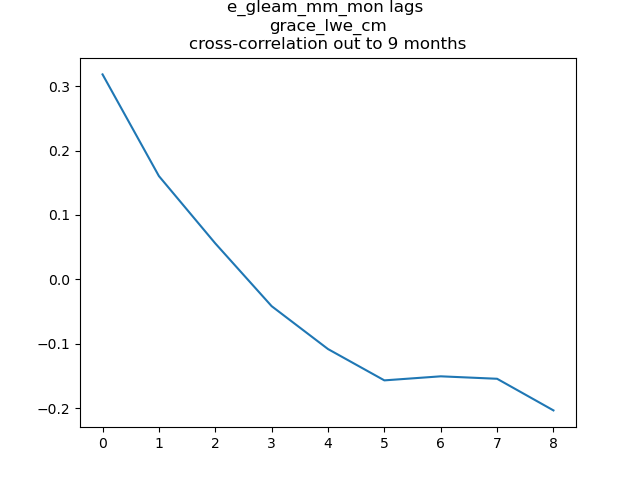 e_gleam_mm_mon lags
grace_lwe_cm
cross-correlation out to 9 months
0.3
0.2
0.1
0.0
−0.1
−0.2
0 1 2 3 4 5 6 7 8